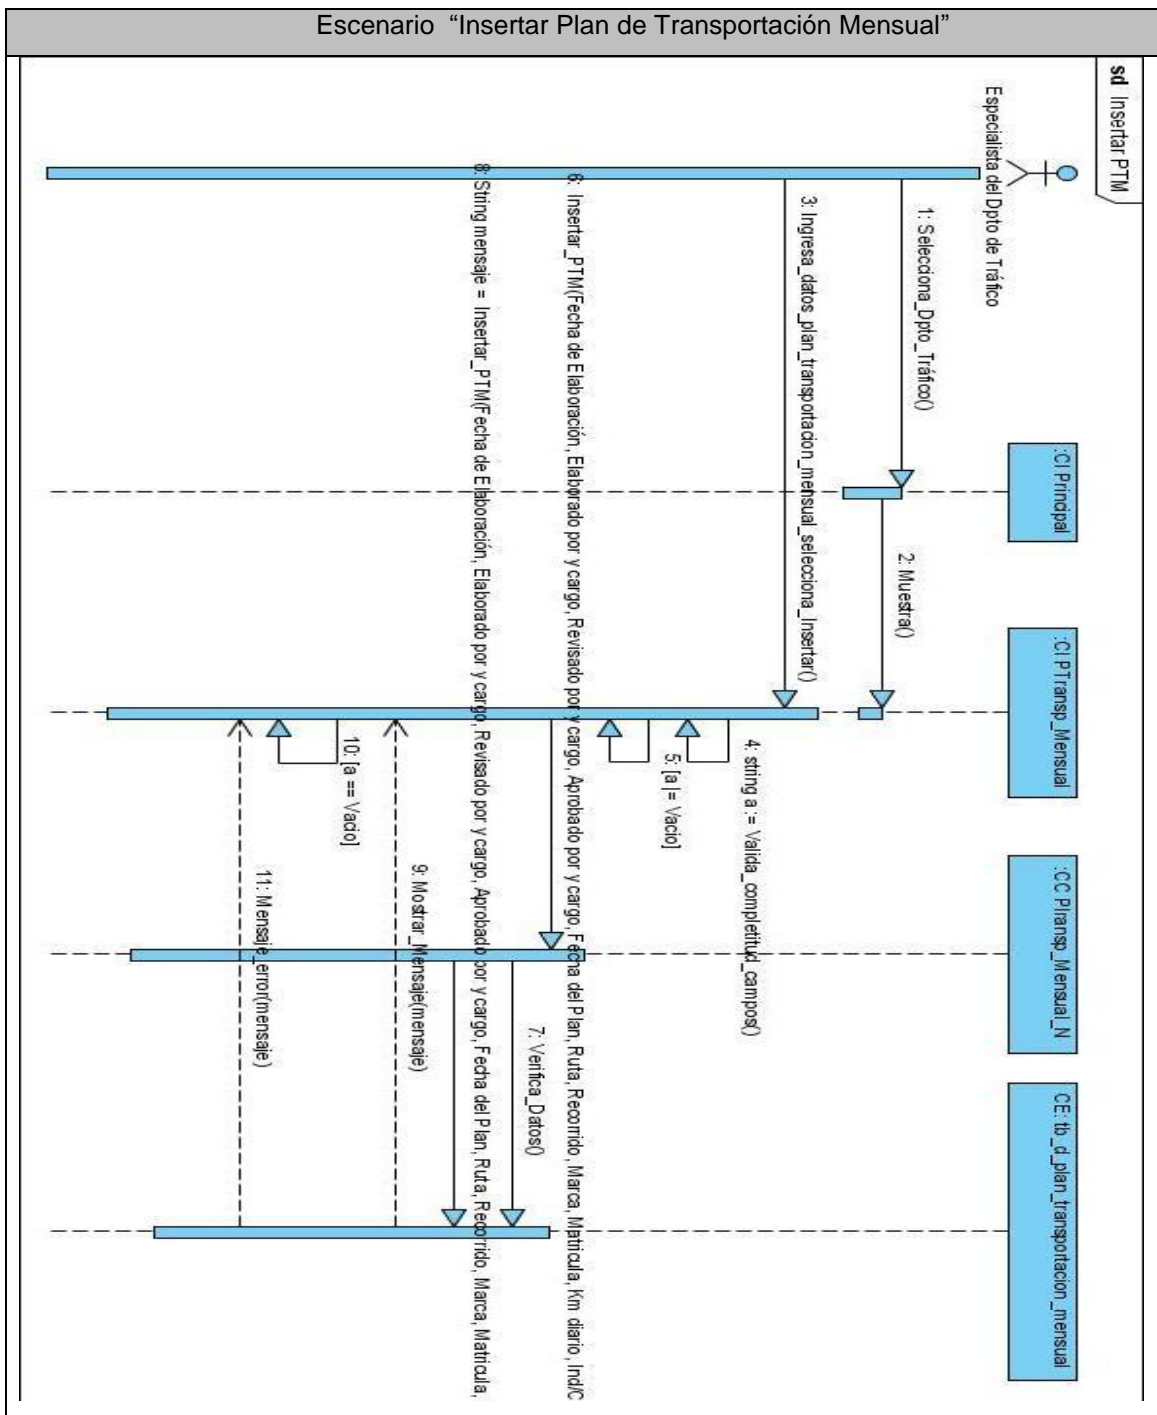 Escenario “Insertar Plan de Transportación Mensual”
sd Insertar PTM
Especialista del Dpto de Tráfico
:CI Principal
:CI PTransp_Mensual
:CC Plransp_Mensual_N
CE: tb_d_plan_transportacion_mensual
1: Selecciona_Dpto_Tráfico()
2: Muestra()
3: Ingresa_datos_plan_transportacion_mensual_selecciona_Insertar()
4: string a := Valida_completitud_campos()
5: [a |= Vacio]
6: Insertar_PTM(Fecha de Elaboración, Elaborado por y cargo, Revisado por y cargo, Aprobado por y cargo, Fecha del Plan, Ruta, Recorrido, Marca, Matricula, Km diario, Ind/C
7: Verifica_Datos()
8: String mensaje = Insertar_PTM(Fecha de Elaboración, Elaborado por y cargo, Revisado por y cargo, Aprobado por y cargo, Fecha del Plan, Ruta, Recorrido, Marca, Matricula,
9: Mostrar_Mensaje(mensaje)
10: [a == Vacio]
11: Mensaje_error(mensaje)